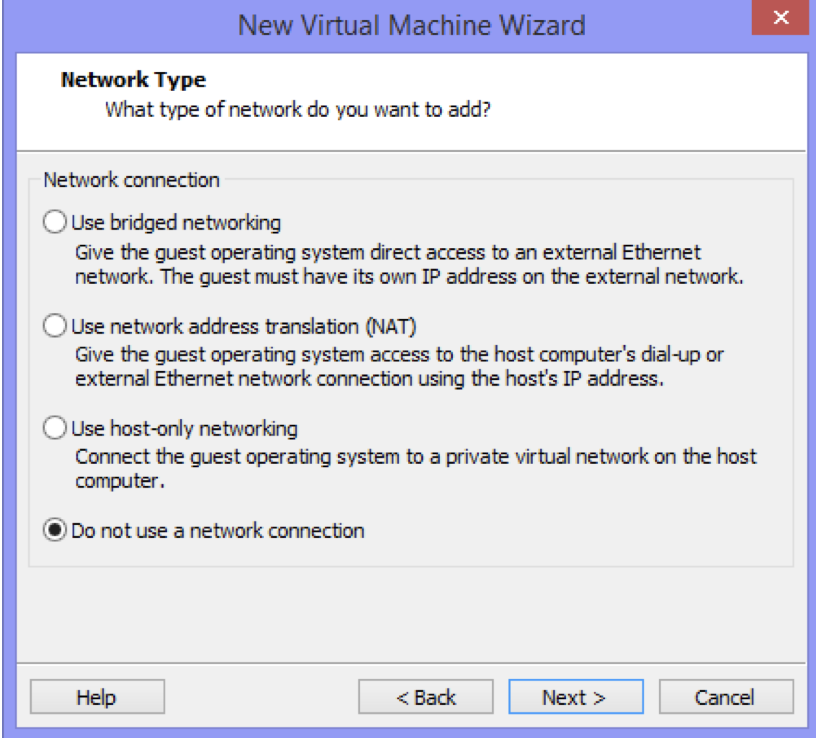 New Virtual Machine Wizard
Network Type
What type of network do you want to add?
Network connection
Use bridged networking
Give the guest operating system direct access to an external Ethernet
network. The guest must have its own IP address on the external network.
Use network address translation (NAT)
Give the guest operating system access to the host computer's dial-up or
external Ethernet network connection using the host's IP address.
Use host-only networking
Connect the guest operating system to a private virtual network on the host
computer.
Do not use a network connection
Help < Back Next > Cancel